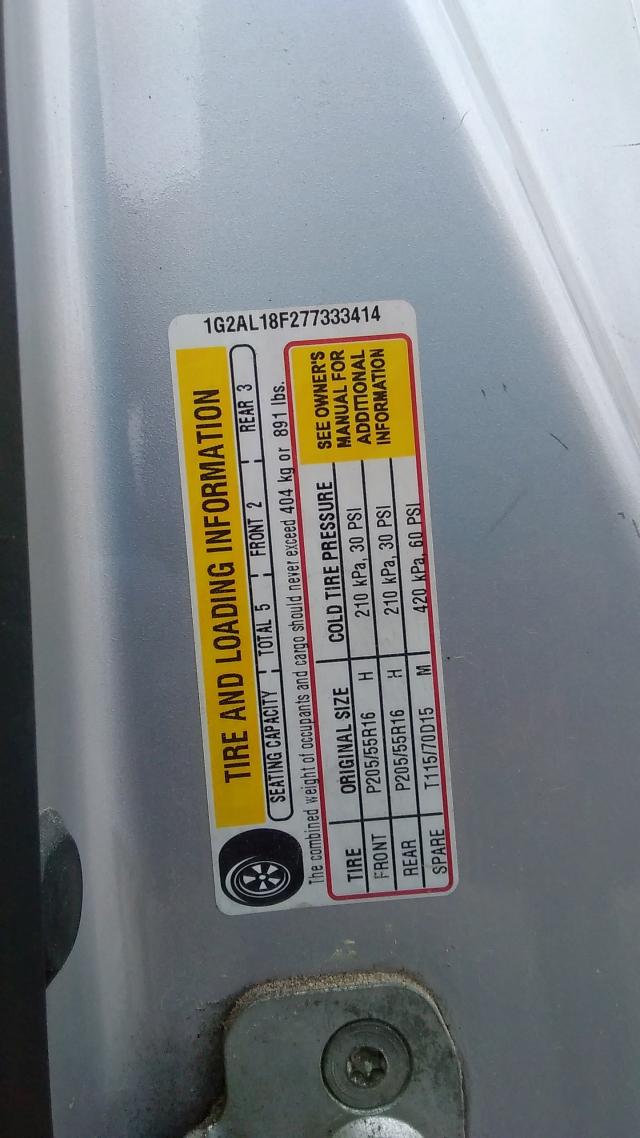 1G2AL18F277333414
TIRE AND LOADING INFORMATION
SEATING CAPACITY TOTAL 5 FRONT 2 REAR 3
The combined weight of occupants and cargo should never exceed 404 kg or 891 lbs.
TIRE ORIGINAL SIZE COLD TIRE PRESSURE
FRONT P205/55R16 H 210 kPa, 30 PSI
REAR P205/55R16 H 210 kPa, 30 PSI
SPARE T115/70D15 M 420 kPa, 60 PSI
SEE OWNER'S
MANUAL FOR
ADDITIONAL
INFORMATION